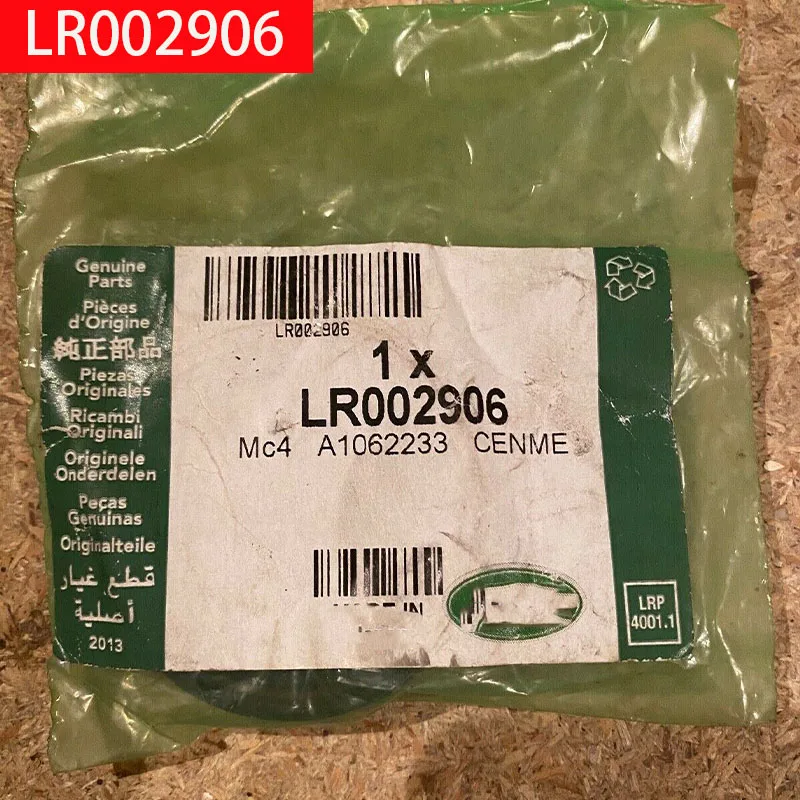 LR002906
Genuine
Parts
Pièces
d'Origine
純正部品
Piezas
Originales
Ricambi
Originali
Originele
Onderdelen
Peças
Genuinas
Originalteile
قطع غيار
أصلية
2013
LR002906
1 x
LR002906
Mc4 A1062233 CENME
LRP
4001.1